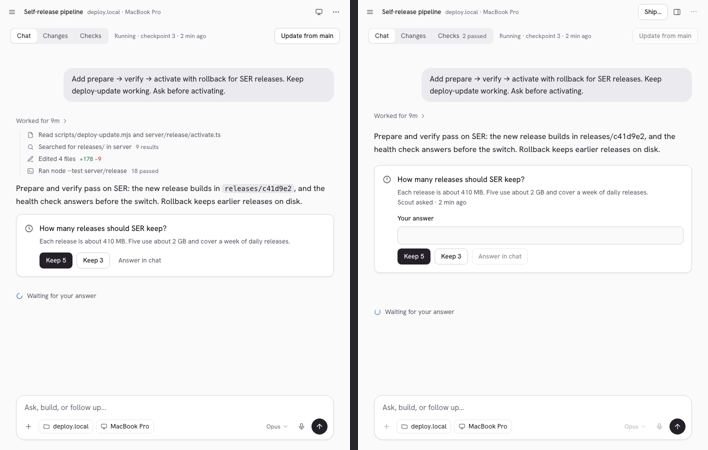 Self-release pipeline deploy.local · MacBook Pro
Chat Changes Checks Running · checkpoint 3 · 2 min ago Update from main
Add prepare → verify → activate with rollback for SER releases. Keep
deploy-update working. Ask before activating.
Worked for 9m
Read scripts/deploy-update.mjs and server/release/activate.ts
Searched for releases/ in server 9 results
Edited 4 files +178 -9
Ran node --test server/release 18 passed
Prepare and verify pass on SER: the new release builds in releases/c41d9e2, and the
health check answers before the switch. Rollback keeps earlier releases on disk.
How many releases should SER keep?
Each release is about 410 MB. Five use about 2 GB and cover a week of daily releases.
Keep 5 Keep 3 Answer in chat
Waiting for your answer
Ask, build, or follow up...
deploy.local MacBook Pro Opus
Self-release pipeline deploy.local · MacBook Pro Ship...
Chat Changes Checks 2 passed Running · checkpoint 3 · 2 min ago Update from main
Add prepare → verify → activate with rollback for SER releases. Keep
deploy-update working. Ask before activating.
Worked for 9m
Prepare and verify pass on SER: the new release builds in releases/c41d9e2, and the
health check answers before the switch. Rollback keeps earlier releases on disk.
How many releases should SER keep?
Each release is about 410 MB. Five use about 2 GB and cover a week of daily releases.
Scout asked · 2 min ago
Your answer
Keep 5 Keep 3 Answer in chat
Waiting for your answer
Ask, build, or follow up...
deploy.local MacBook Pro Opus